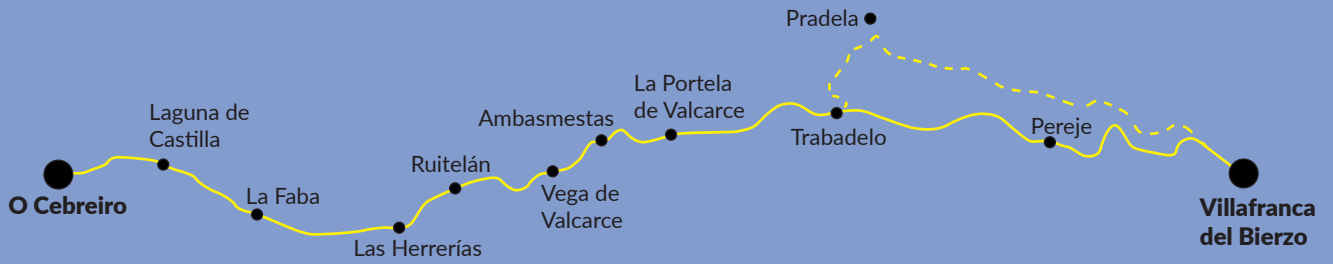 Pradela
La Portela
de Valcarce
Laguna de
Castilla
Ambasmestas
Trabadelo
Pereje
Ruitelán
La Faba
Vega de
Valcarce
O Cebreiro
Las Herrerías
Villafranca
del Bierzo